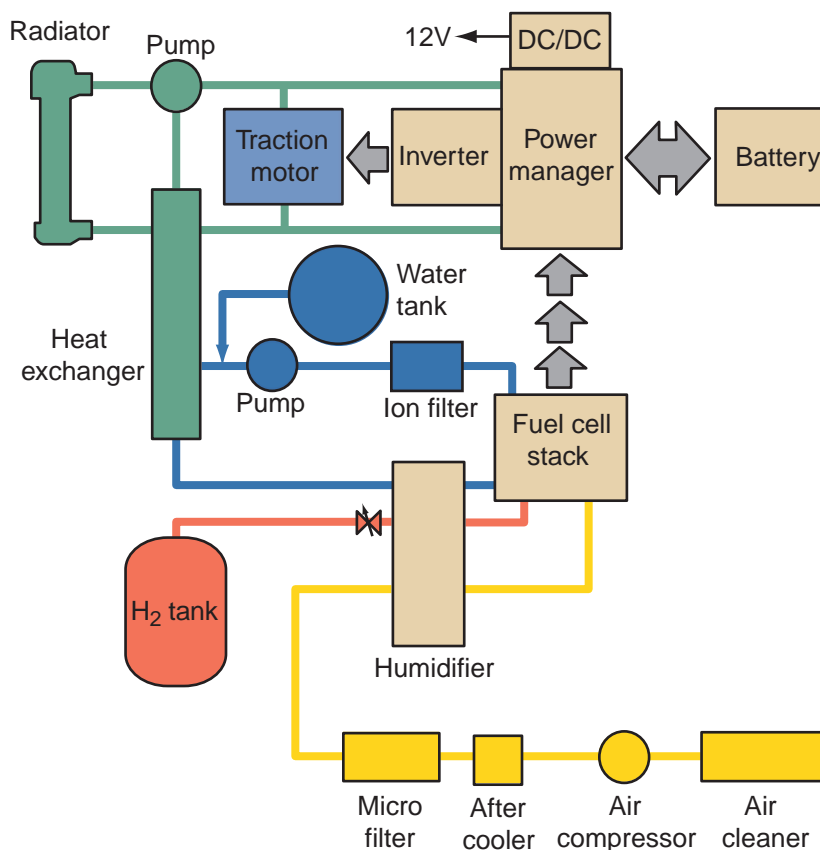 Radiator
Pump
12V
DC/DC
Traction
motor
Inverter
Power
manager
Battery
Water
tank
Heat
exchanger
Pump
Ion filter
Fuel cell
stack
H2 tank
Humidifier
Micro
filter
After
cooler
Air
compressor
Air
cleaner